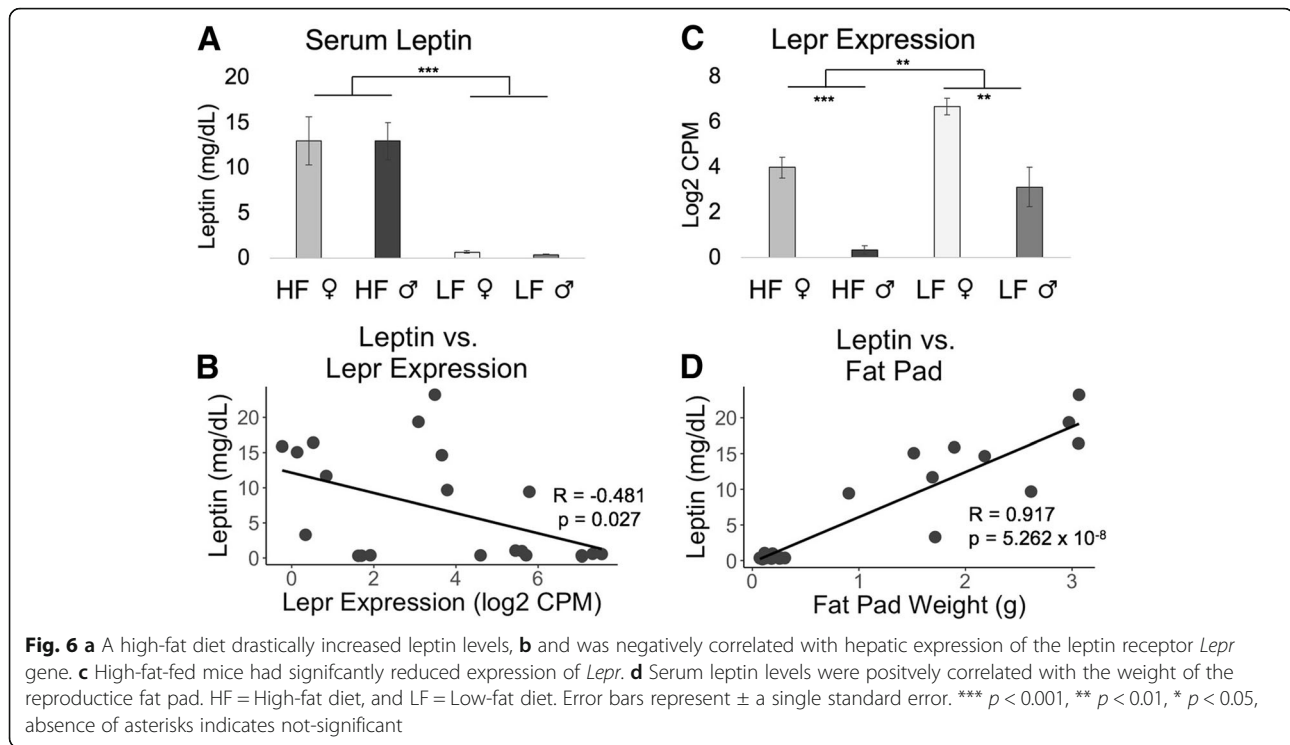 A
Serum Leptin
***
20
15
10
5
0
Leptin (mg/dL)
HF ♀ HF ♂ LF ♀ LF ♂
C
Lepr Expression
**
***
**
8
6
4
2
0
Log2 CPM
HF ♀ HF ♂ LF ♀ LF ♂
B
Leptin vs.
Lepr Expression
Leptin (mg/dL)
20
15
10
5
0
R = -0.481
p = 0.027
0 2 4 6
Lepr Expression (log2 CPM)
D
Leptin vs.
Fat Pad
Leptin (mg/dL)
20
15
10
5
0
R = 0.917
p = 5.262 x 10⁻⁸
0 1 2 3
Fat Pad Weight (g)
Fig. 6 a A high-fat diet drastically increased leptin levels, b and was negatively correlated with hepatic expression of the leptin receptor Lepr
gene. c High-fat-fed mice had signifcantly reduced expression of Lepr. d Serum leptin levels were positvely correlated with the weight of the
reproductice fat pad. HF = High-fat diet, and LF = Low-fat diet. Error bars represent ± a single standard error. *** p < 0.001, ** p < 0.01, * p < 0.05,
absence of asterisks indicates not-significant